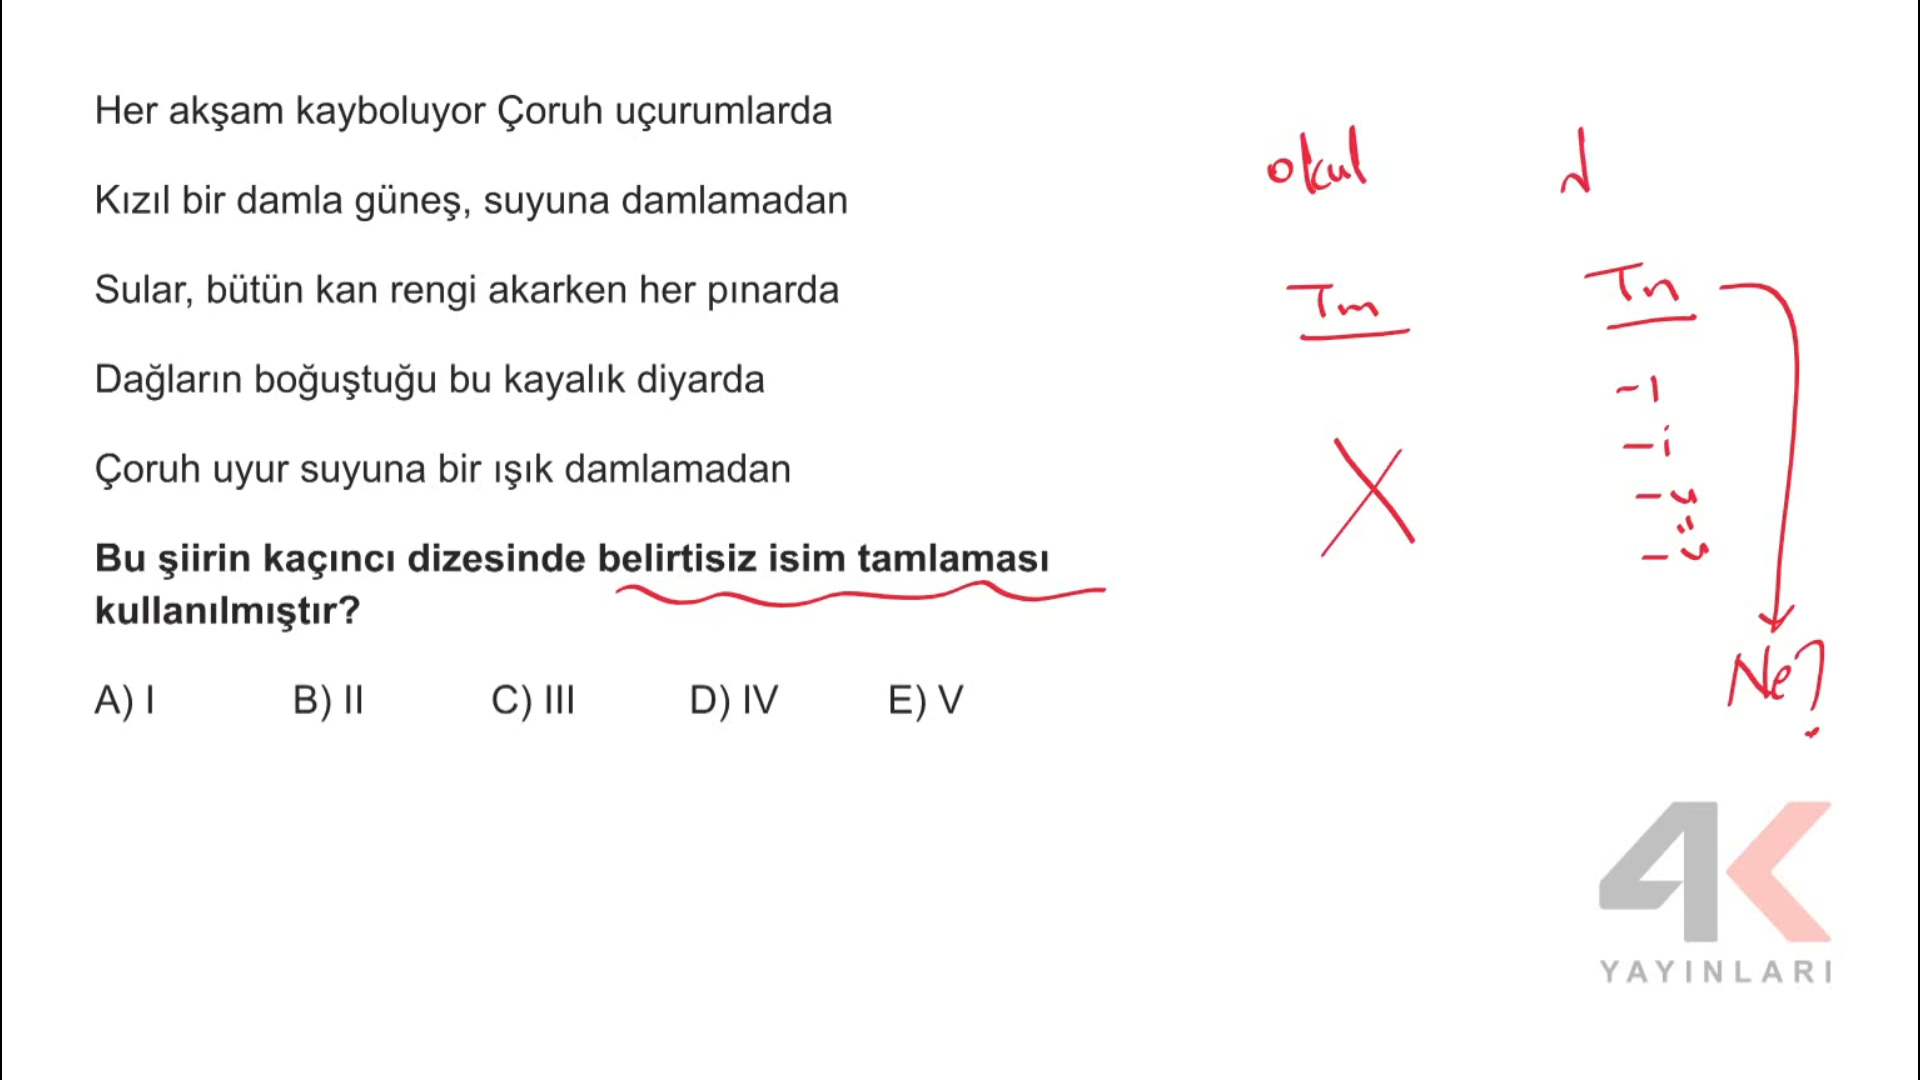 Her akşam kayboluyor Çoruh uçurumlarda
Kızıl bir damla güneş, suyuna damlamadan
Sular, bütün kan rengi akarken her pınarda
Dağların boğuştuğu bu kayalık diyarda
Çoruh uyur suyuna bir ışık damlamadan
Bu şiirin kaçıncı dizesinde belirtisiz isim tamlaması
kullanılmıştır?
A) I B) II C) III D) IV E) V
okul
Tm Tn
-ı
-i
-u
-ü
Ne?
4K
YAYINLARI